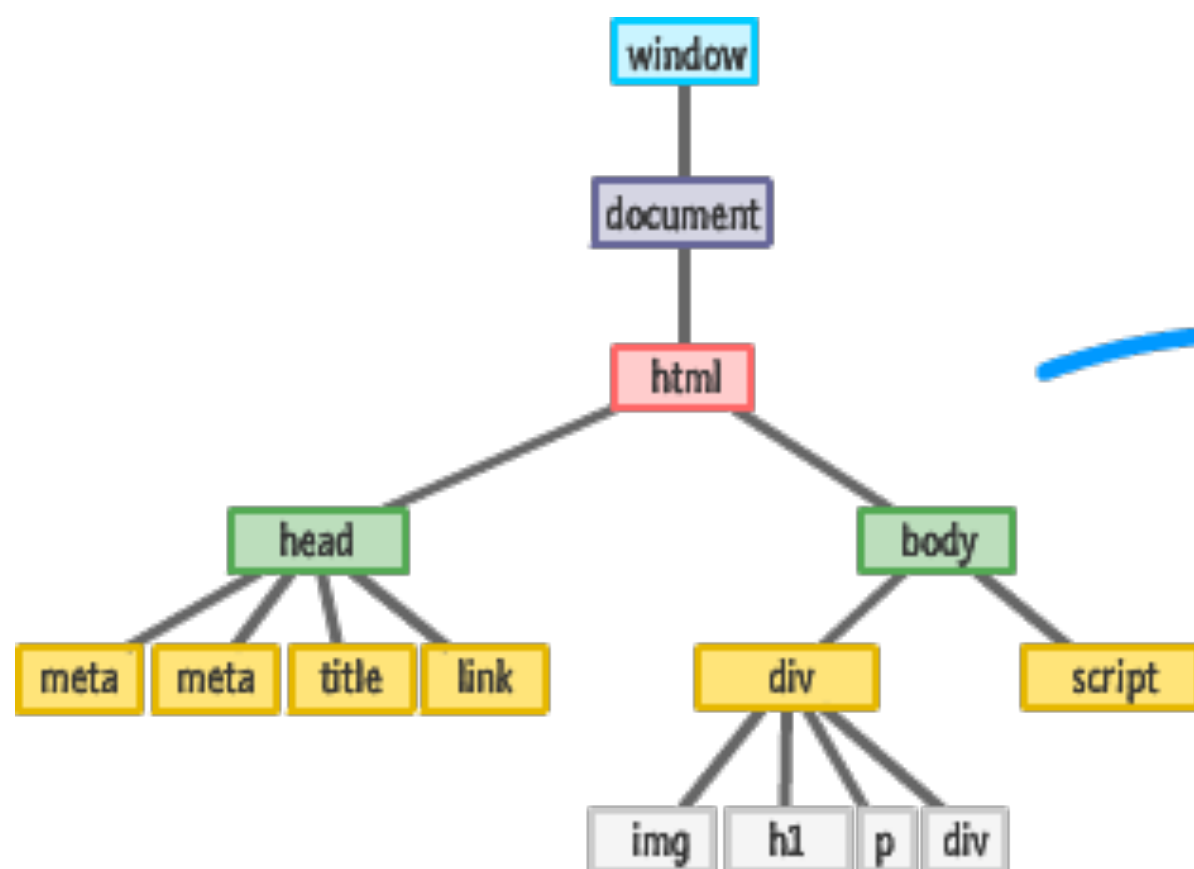 window
document
html
head body
meta meta title link div script
img h1 p div